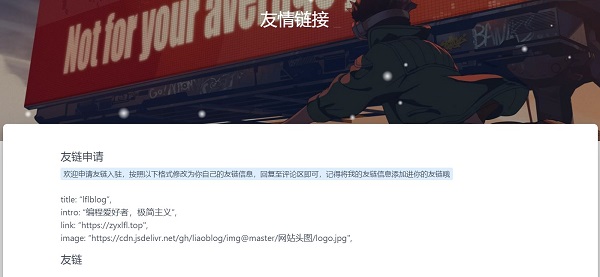 Not for your ave
友情链接
友链申请
欢迎申请友链入驻，按照以下格式修改为你自己的友链信息，回复至评论区即可，记得将我的友链信息添加进你的友链哦
title: "lflblog",
intro: "编程爱好者，极简主义",
link: "https://zyxlfl.top",
image: "https://cdn.jsdelivr.net/gh/liaoblog/img@master/网站头图/logo.jpg",
友链